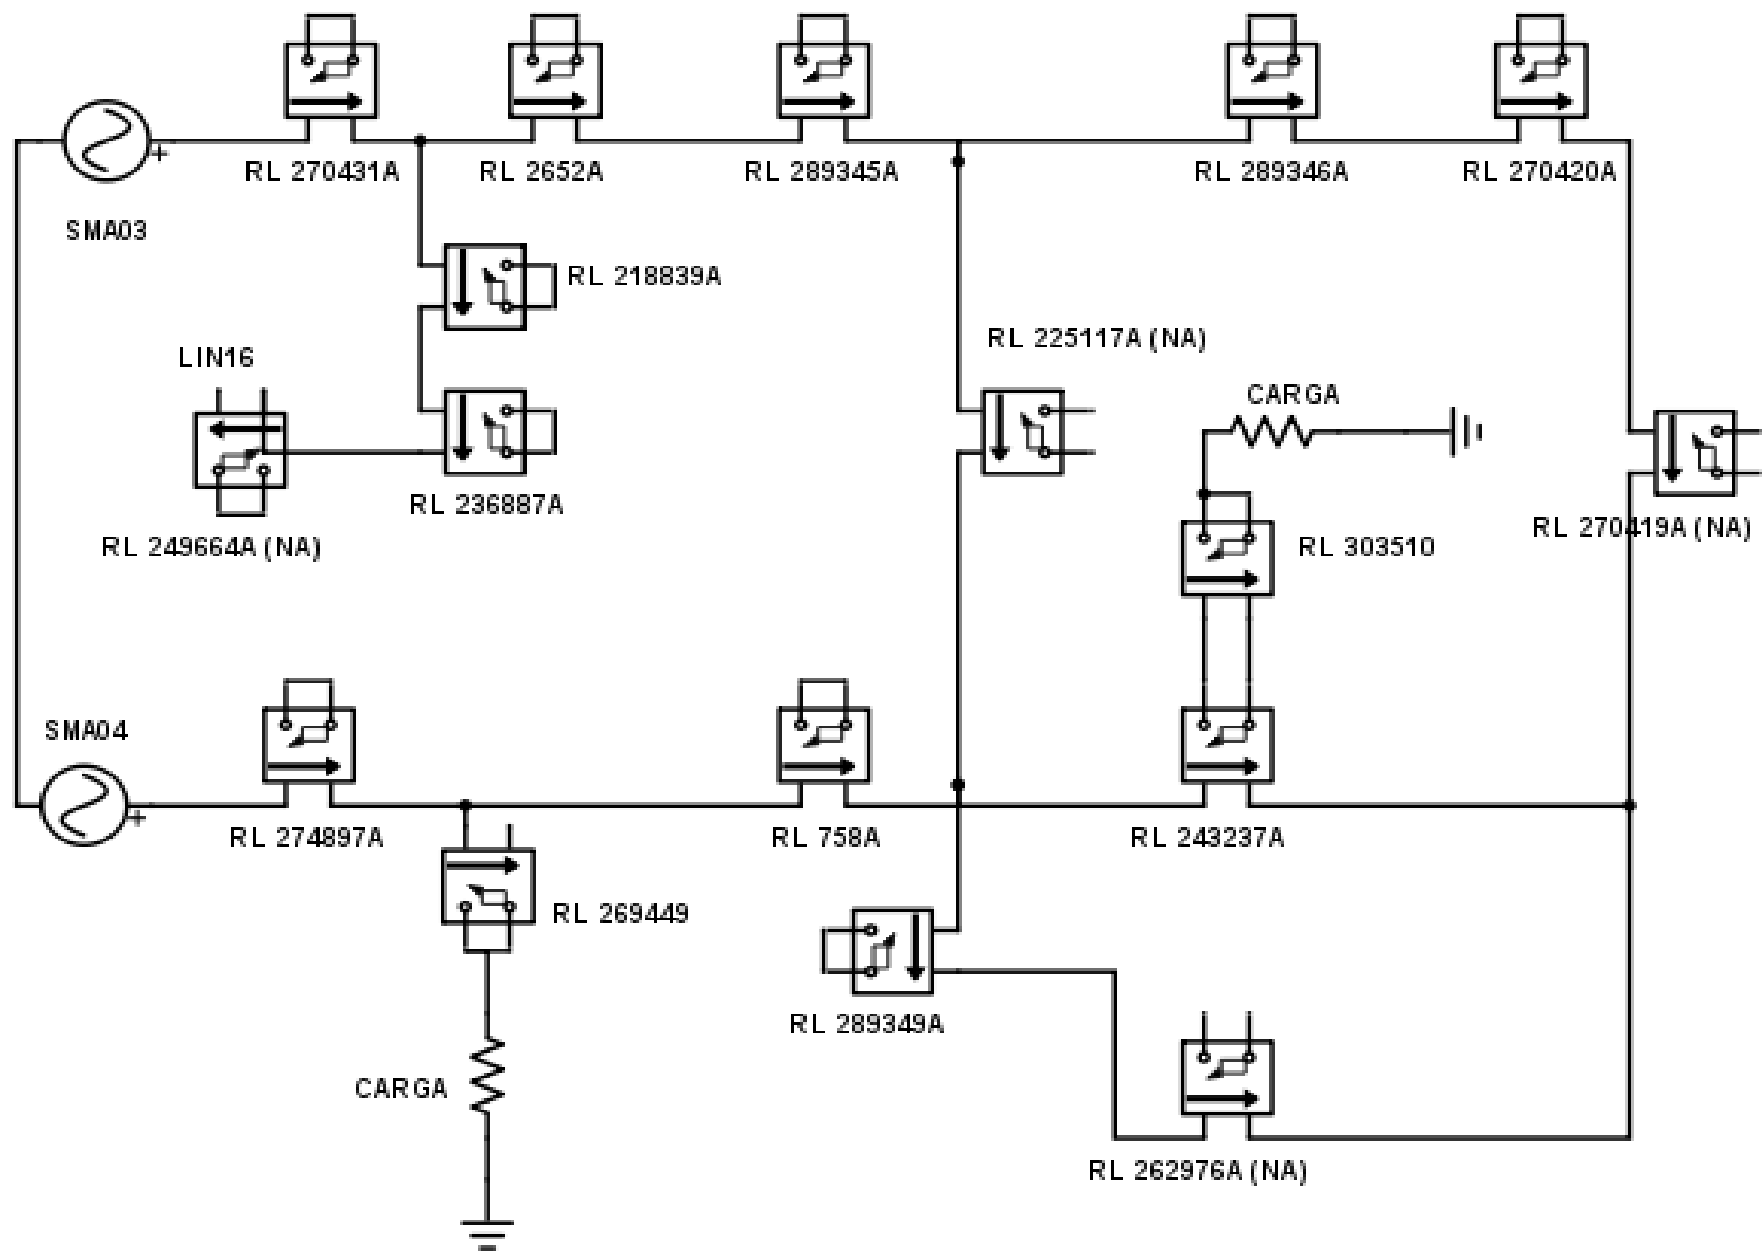 RL 270431A
RL 2652A
RL 289345A
RL 289346A
RL 270420A
SMA03
RL 218839A
RL 225117A (NA)
LIN16
CARGA
RL 236887A
RL 270419A (NA)
RL 249664A (NA)
RL 303510
SMA04
RL 274897A
RL 758A
RL 243237A
RL 269449
RL 289349A
CARGA
RL 262976A (NA)